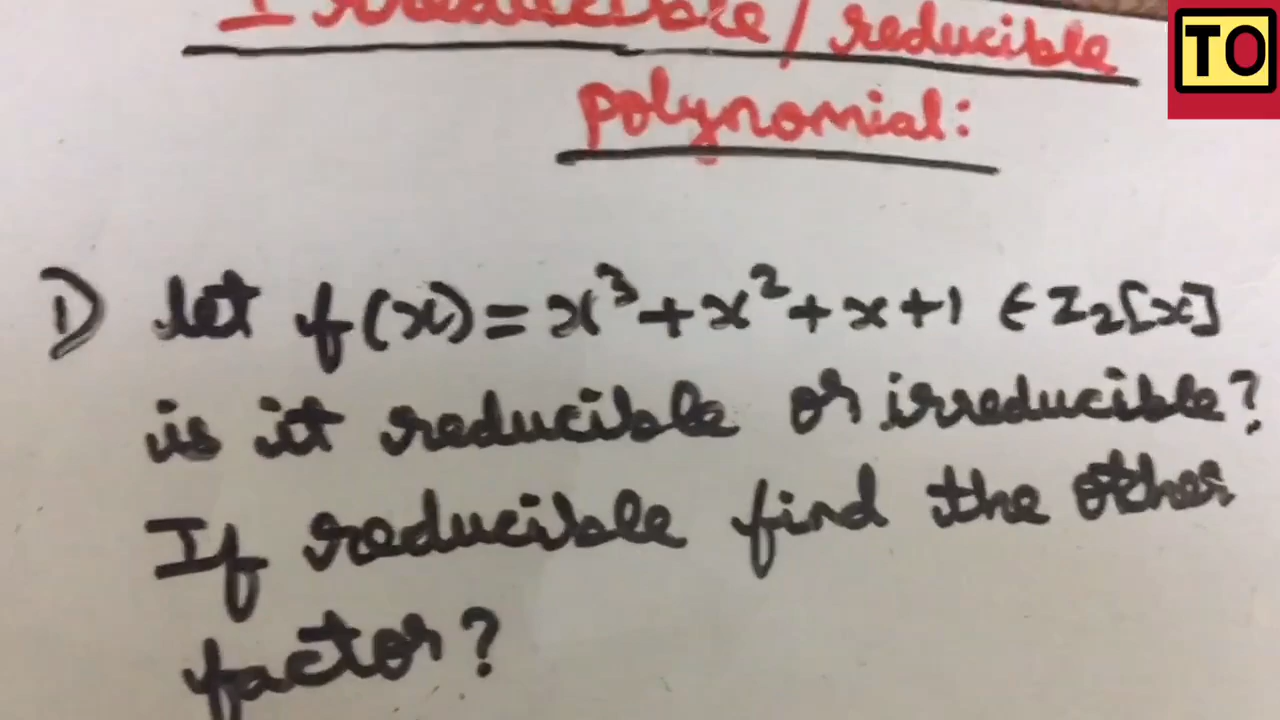 Irreducible/reducible
TO
polynomial:
1) let f(x)=x³+x²+x+1 ∈ Z₂[x]
is it reducible or irreducible?
If reducible find the other
factor?